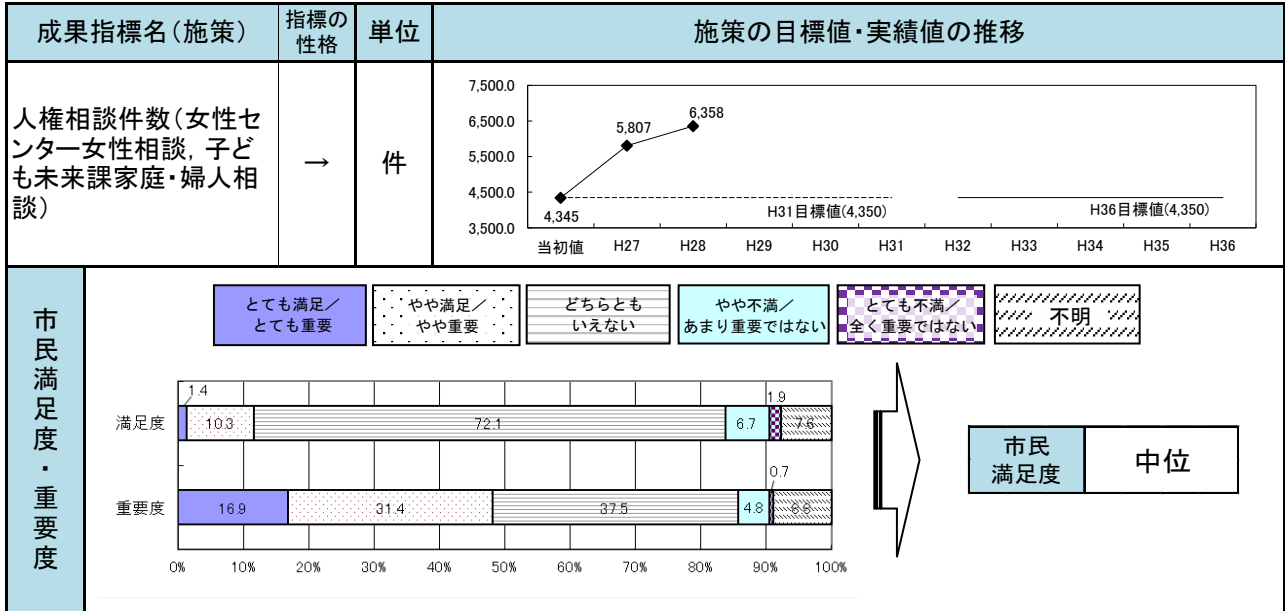 成果指標名(施策)
指標の
性格
単位
施策の目標値・実績値の推移
人権相談件数(女性セ
ンター女性相談, 子ど
も未来課家庭・婦人相
談)
→
件
7,500.0
6,500.0
5,500.0
4,500.0
3,500.0
4,345
5,807
6,358
H31目標値(4,350)
H36目標値(4,350)
当初値 H27 H28 H29 H30 H31 H32 H33 H34 H35 H36
市民満足度・重要度
とても満足/
とても重要
やや満足/
やや重要
どちらとも
いえない
やや不満/
あまり重要ではない
とても不満/
全く重要ではない
不明
満足度 1.4 10.3 72.1 6.7 1.9 7.6
重要度 16.9 31.4 37.5 4.8 0.7
0% 10% 20% 30% 40% 50% 60% 70% 80% 90% 100%
市民
満足度
中位